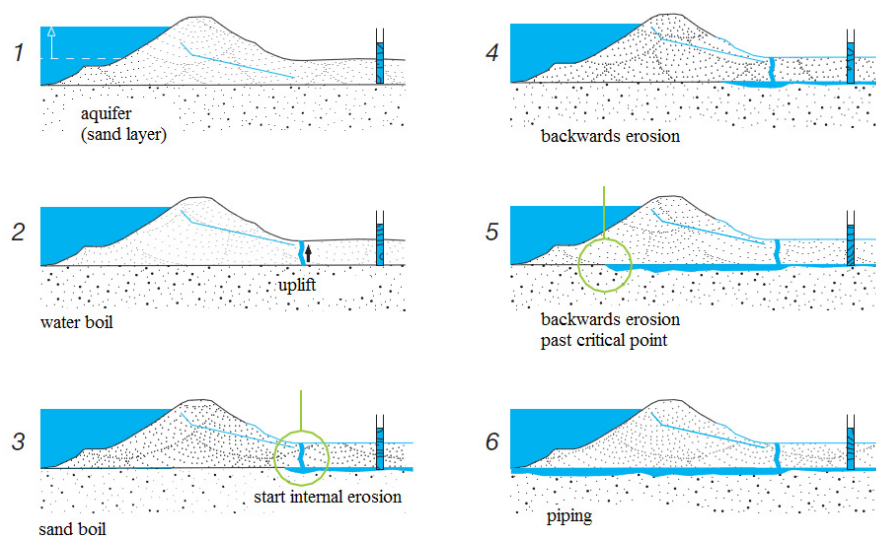 1
aquifer
(sand layer)
2
uplift
water boil
3
start internal erosion
sand boil
4
backwards erosion
5
backwards erosion
past critical point
6
piping